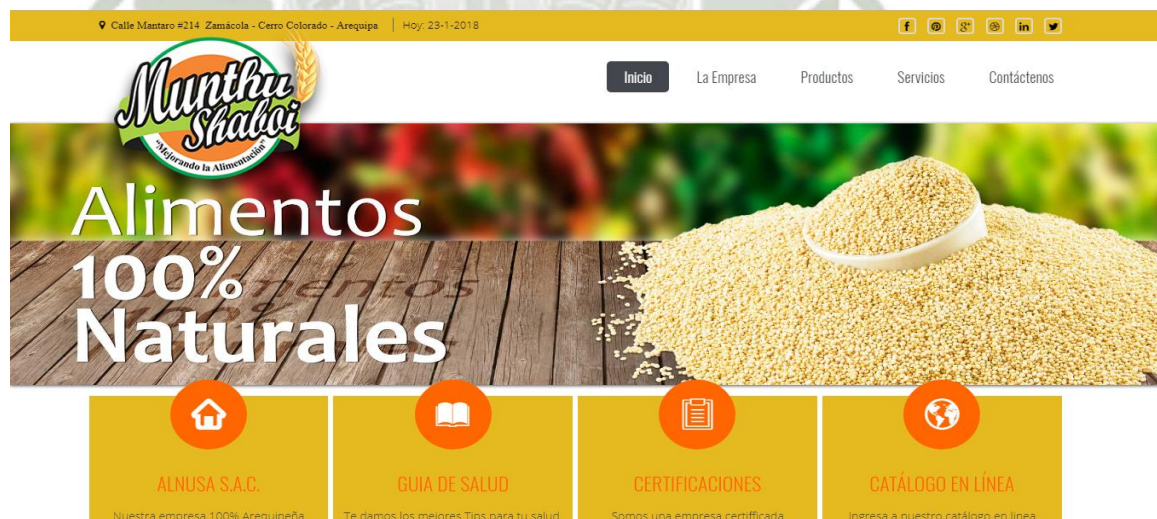 Calle Mantaro #214 Zamácola - Cerro Colorado - Arequipa | Hoy: 23-1-2018
Munthu
Shaboi
"Mejorando la Alimentación"
Inicio La Empresa Productos Servicios Contáctenos
Alimentos
100%
Naturales
ALNUSA S.A.C. GUIA DE SALUD CERTIFICACIONES CATÁLOGO EN LÍNEA
Nuestra empresa 100% Arequipeña Te damos los mejores Tips para tu salud Somos una empresa certifficada Ingresa a nuestro catálogo en linea